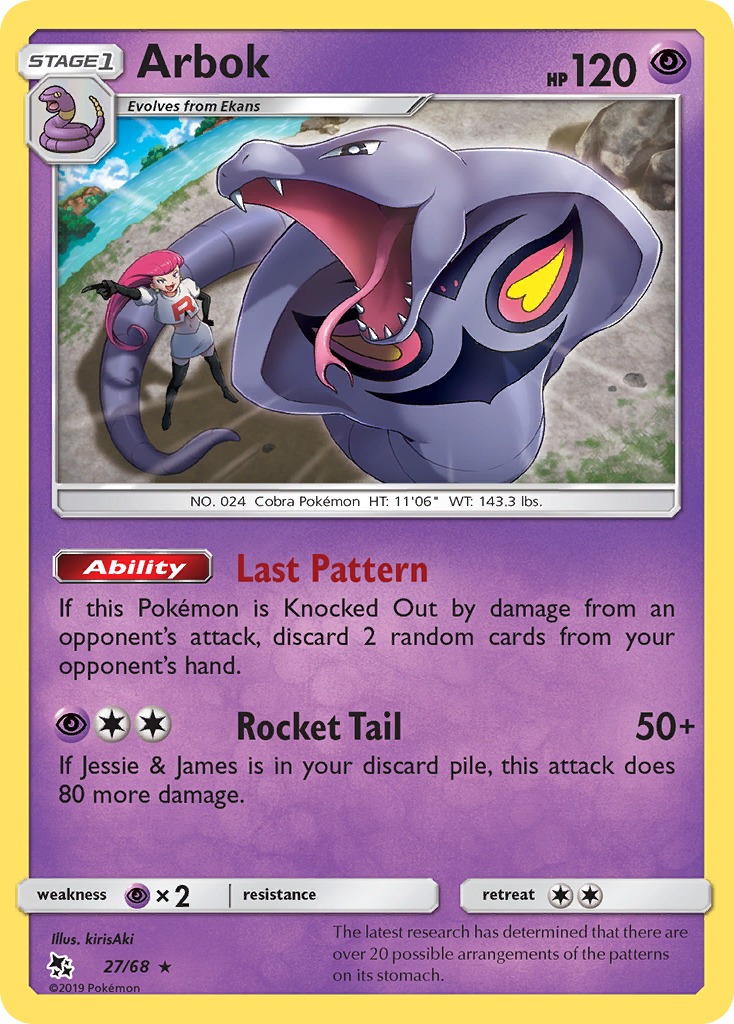 STAGE1
Arbok
HP 120
Evolves from Ekans
R
NO. 024 Cobra Pokémon HT: 11'06" WT: 143.3 lbs.
Ability Last Pattern
If this Pokémon is Knocked Out by damage from an
opponent's attack, discard 2 random cards from your
opponent's hand.
Rocket Tail 50+
If Jessie & James is in your discard pile, this attack does
80 more damage.
weakness ×2 resistance retreat
Illus. kirisAki
27/68 ★
©2019 Pokémon
The latest research has determined that there are
over 20 possible arrangements of the patterns
on its stomach.